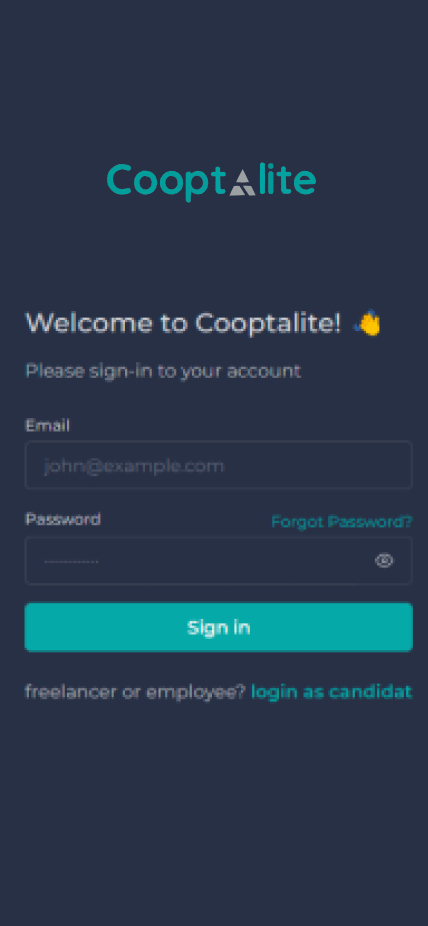 Cooptalite
Welcome to Cooptalite! 👋
Please sign-in to your account
Email
john@example.com
Password
Forgot Password?
············
Sign in
freelancer or employee? login as candidat